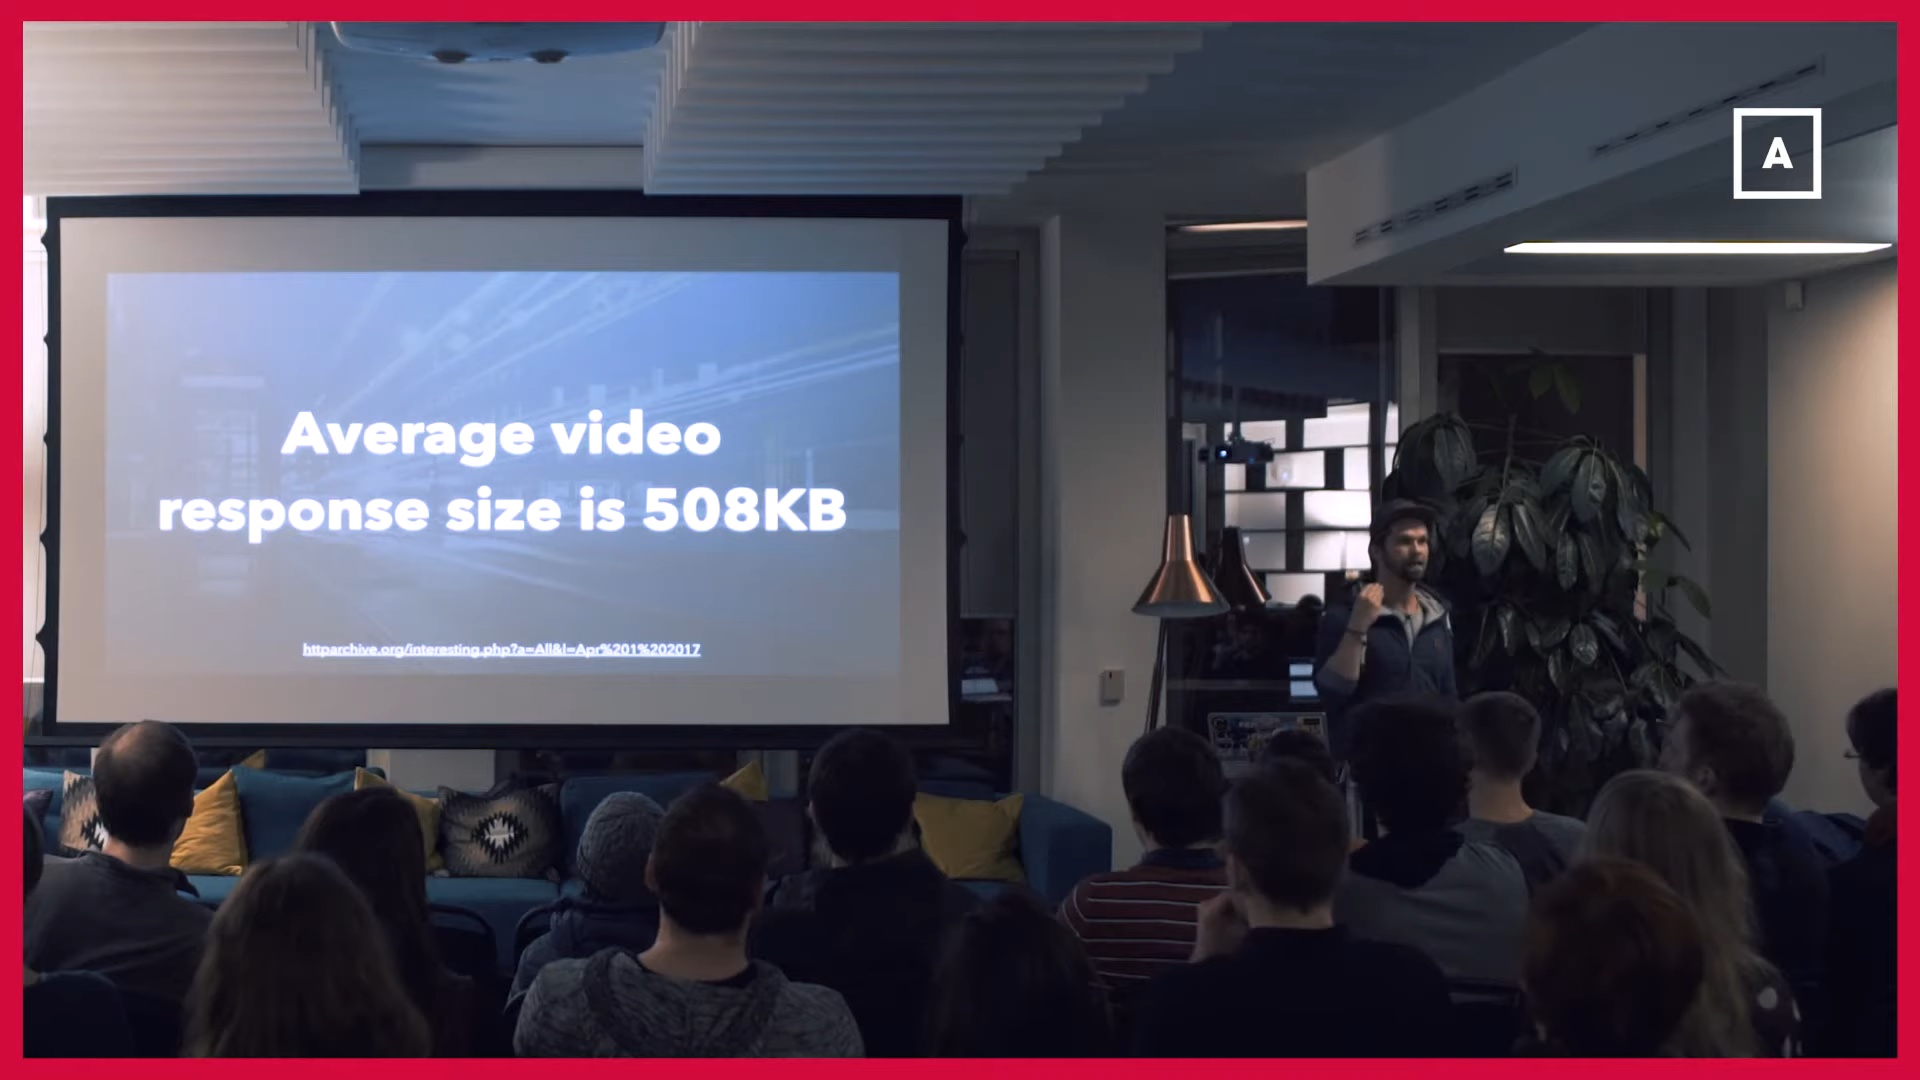 A
Average video
response size is 508KB
httparchive.org/interesting.php?a=All&l=Apr%201%202017